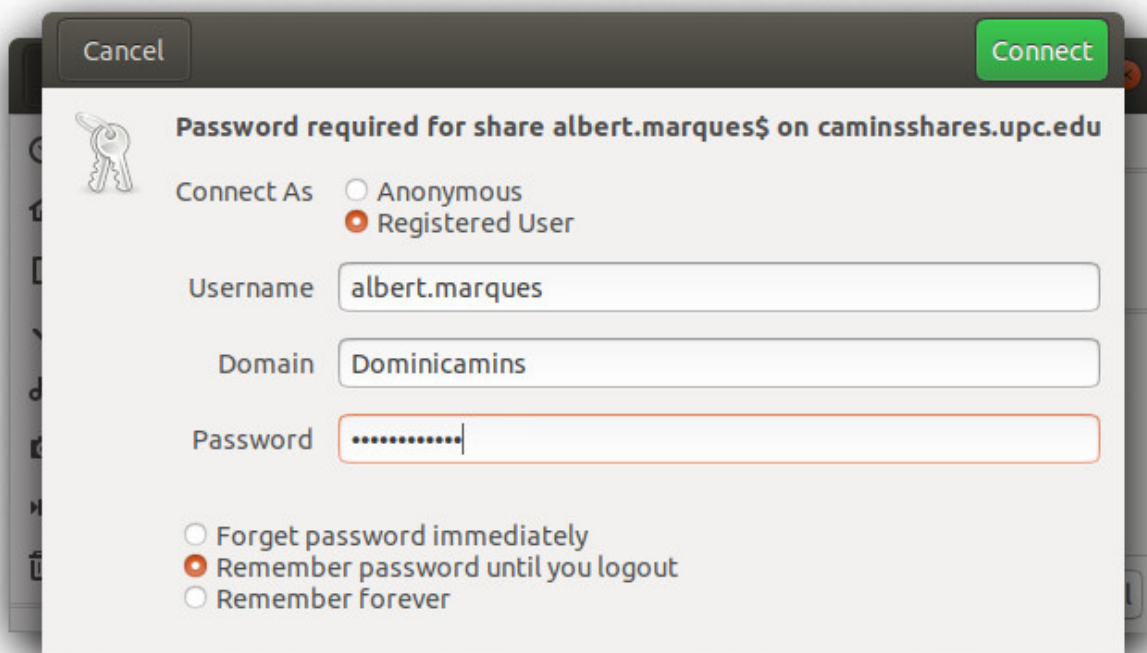 Cancel
Connect
Password required for share albert.marques$ on caminsshares.upc.edu
Connect As
Anonymous
Registered User
Username albert.marques
Domain Dominicamins
Password ••••••••••••
Forget password immediately
Remember password until you logout
Remember forever
l